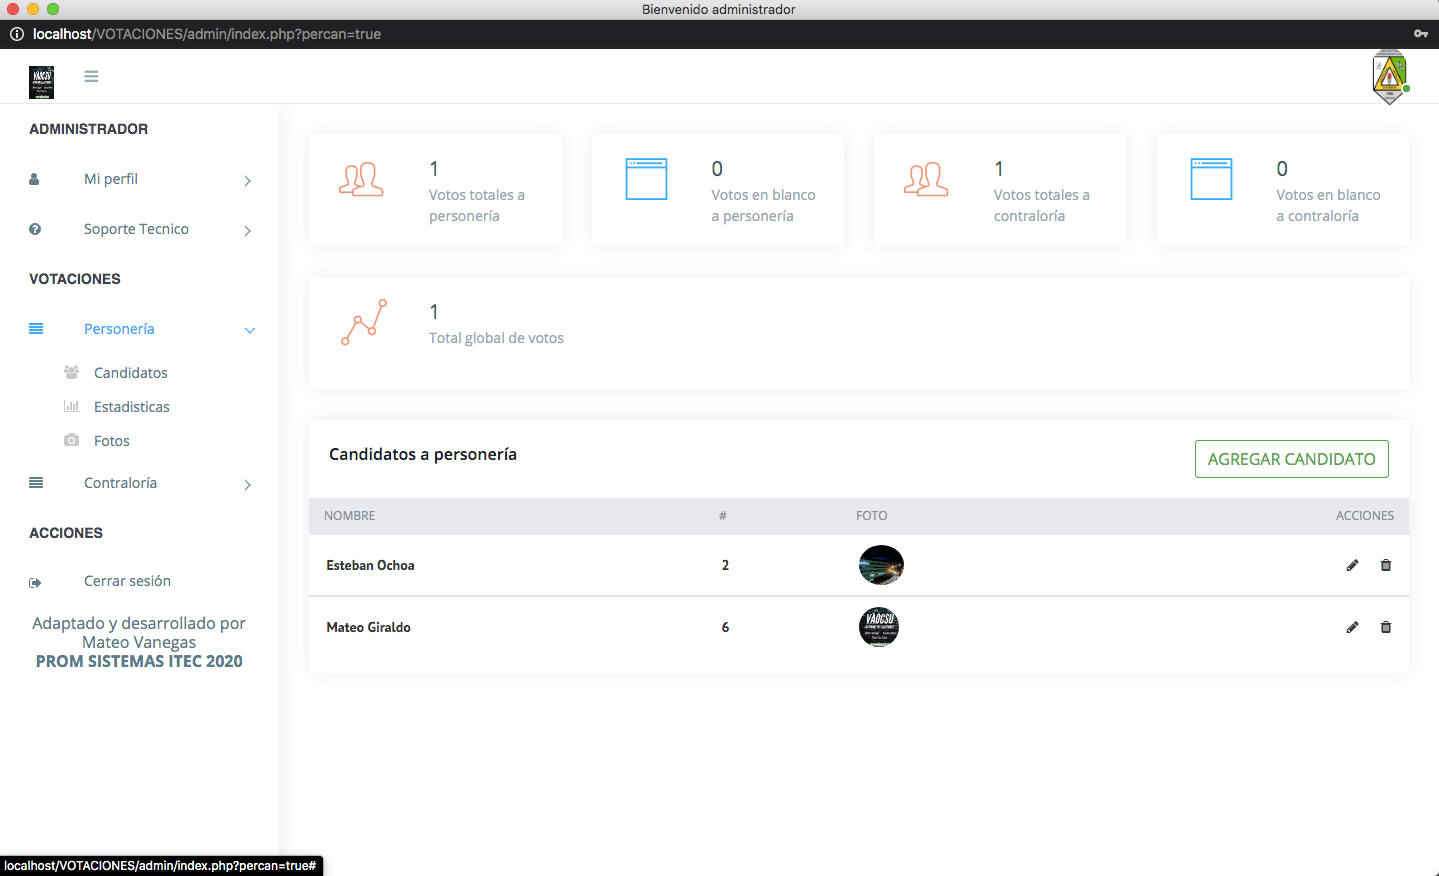 Bienvenido administrador
localhost/VOTACIONES/admin/index.php?percan=true
VADCSU
ADMINISTRADOR
Mi perfil
Soporte Tecnico
VOTACIONES
Personería
Candidatos
Estadisticas
Fotos
Contraloría
ACCIONES
Cerrar sesión
Adaptado y desarrollado por
Mateo Vanegas
PROM SISTEMAS ITEC 2020
1
Votos totales a
personería
0
Votos en blanco
a personería
1
Votos totales a
contraloría
0
Votos en blanco
a contraloría
1
Total global de votos
Candidatos a personería
AGREGAR CANDIDATO
NOMBRE # FOTO ACCIONES
Esteban Ochoa 2
Mateo Giraldo 6
VADCSU
localhost/VOTACIONES/admin/index.php?percan=true#